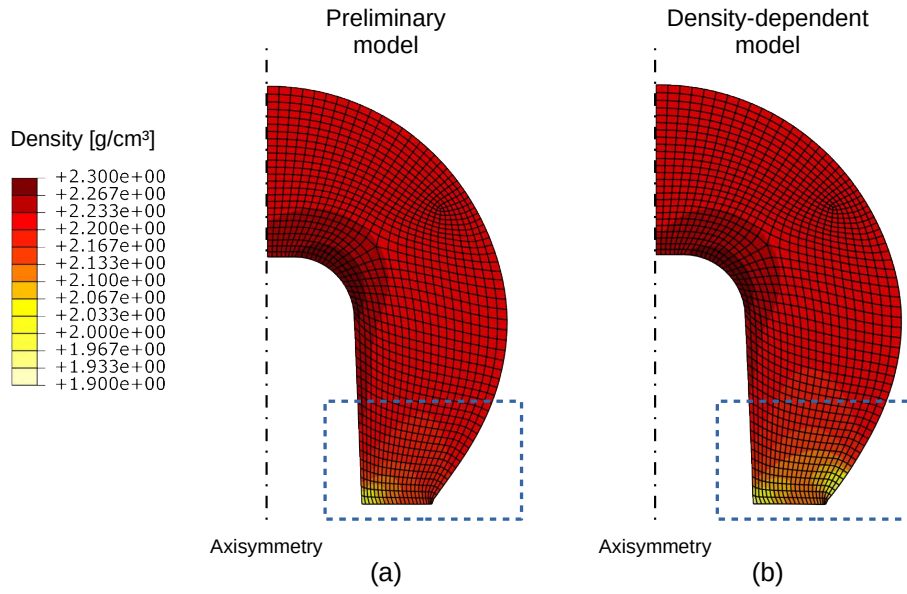 Preliminary
model
Density-dependent
model
Density [g/cm³]
+2.300e+00
+2.267e+00
+2.233e+00
+2.200e+00
+2.167e+00
+2.133e+00
+2.100e+00
+2.067e+00
+2.033e+00
+2.000e+00
+1.967e+00
+1.933e+00
+1.900e+00
Axisymmetry
Axisymmetry
(a)
(b)